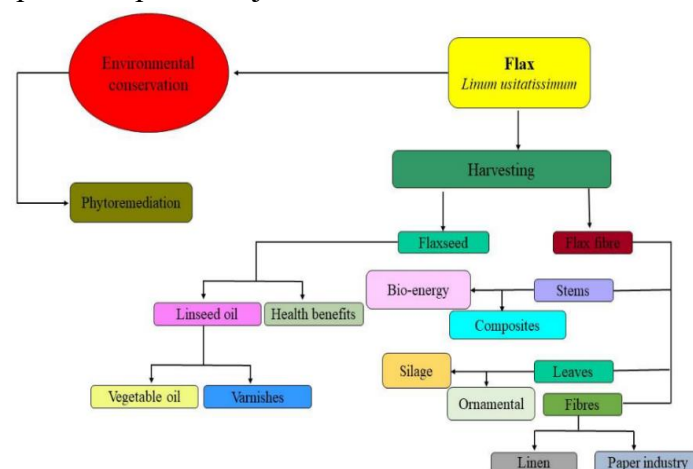 Environmental
conservation
Flax
Linum usitatissimum
Harvesting
Phytoremediation
Flaxseed
Flax fibre
Bio-energy
Stems
Linseed oil
Health benefits
Composites
Silage
Leaves
Vegetable oil
Varnishes
Ornamental
Fibres
Linen
Paper industry